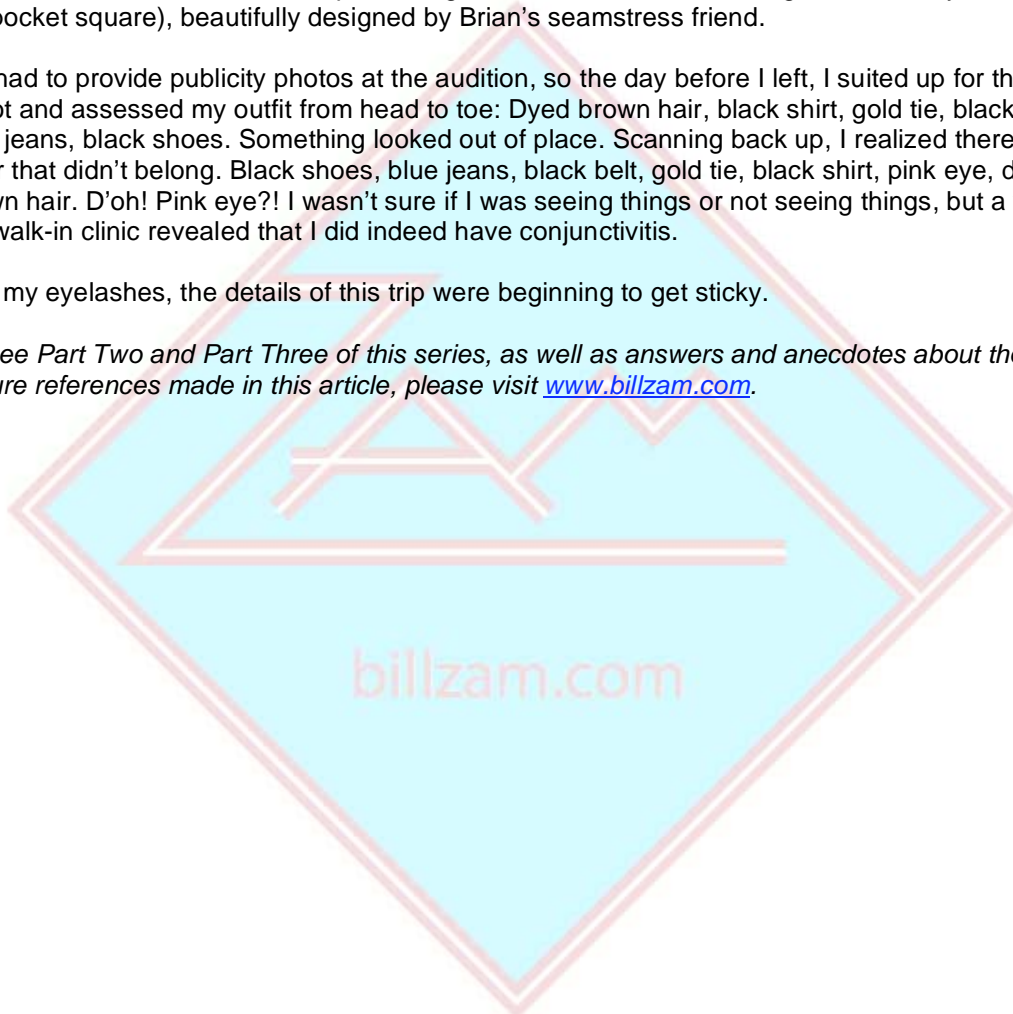 pocket square), beautifully designed by Brian's seamstress friend.
had to provide publicity photos at the audition, so the day before I left, I suited up for th
ot and assessed my outfit from head to toe: Dyed brown hair, black shirt, gold tie, black
jeans, black shoes. Something looked out of place. Scanning back up, I realized there
r that didn't belong. Black shoes, blue jeans, black belt, gold tie, black shirt, pink eye, d
wn hair. D'oh! Pink eye?! I wasn't sure if I was seeing things or not seeing things, but a
walk-in clinic revealed that I did indeed have conjunctivitis.
my eyelashes, the details of this trip were beginning to get sticky.
ee Part Two and Part Three of this series, as well as answers and anecdotes about the
ure references made in this article, please visit www.billzam.com.
ZAM
billzam.com